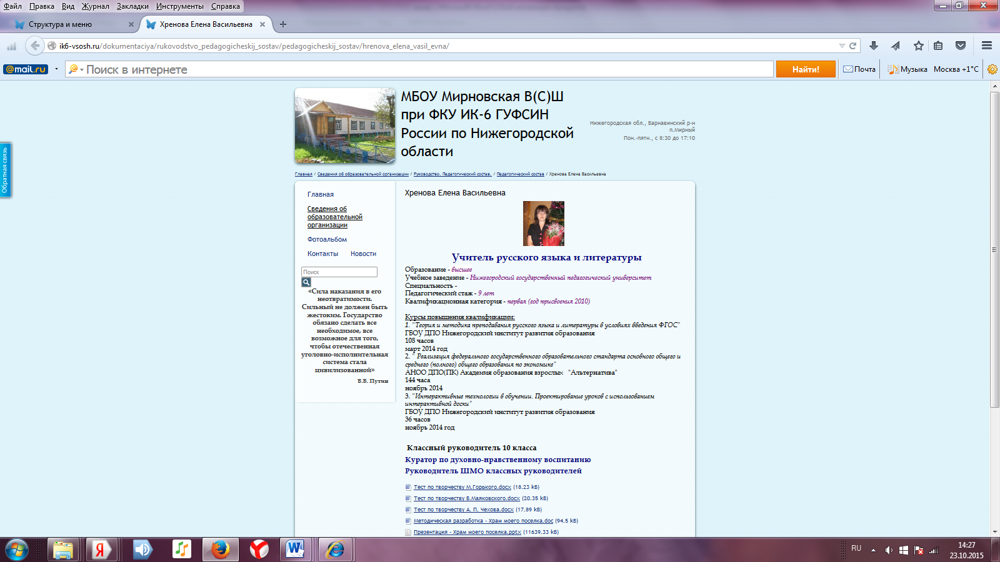 Файл Правка Вид Журнал Закладки Инструменты Справка
Структура и меню
Хренова Елена Васильевна
ik6-vsosh.ru/dokumentaciya/rukovodstvo_pedagogicheskij_sostav/pedagogicheskij_sostav/hrenova_elena_vasil_evna/
@mail.ru
Поиск в интернете
Найти!
Почта
Музыка
Москва +1°C
Обратная связь
МБОУ Мирновская В(С)Ш
при ФКУ ИК-6 ГУФСИН
России по Нижегородской
области
Нижегородская обл., Варнавинский р-н
п.Мирный
Пон.-пятн., с 8:30 до 17:10
Главная / Сведения об образовательной организации / Руководство. Педагогический состав. / Педагогический состав / Хренова Елена Васильевна
Главная
Сведения об
образовательной
организации
Фотоальбом
Контакты Новости
Поиск
«Сила наказания в его
неотвратимости.
Сильный не должен быть
жестоким. Государство
обязано сделать все
необходимое, все
возможное для того,
чтобы отечественная
уголовно-исполнительная
система стала
цивилизованной»
В.В. Путин
Хренова Елена Васильевна
Учитель русского языка и литературы
Образование - высшее
Учебное заведение - Нижегородский государственный педагогический университет
Специальность -
Педагогический стаж - 9 лет
Квалификационная категория - первая (год присвоения 2010)
Курсы повышения квалификации:
1. "Теория и методика преподавания русского языка и литературы в условиях введения ФГОС"
ГБОУ ДПО Нижегородский институт развития образования
108 часов
март 2014 год
2. " Реализация федерального государственного образовательного стандарта основного общего и
среднего (полного) общего образования по экономике"
АНОО ДПО(ПК) Академия образования взрослых "Альтернатива"
144 часа
ноябрь 2014
3. "Интерактивные технологии в обучении. Проектирование уроков с использованием
интерактивной доски"
ГБОУ ДПО Нижегородский институт развития образования
36 часов
ноябрь 2014 год
Классный руководитель 10 класса
Куратор по духовно-нравственному воспитанию
Руководитель ШМО классных руководителей
Тест по творчеству М.Горького.docx (18.23 kB)
Тест по творчеству В.Маяковского.docx (20.35 kB)
Тест по творчеству А. П. Чехова.docx (17.89 kB)
Методическая разработка - Храм моего поселка.doc (94.5 kB)
Презентация - Храм моего поселка.pptx (11639.33 kB)
RU
14:27
23.10.2015